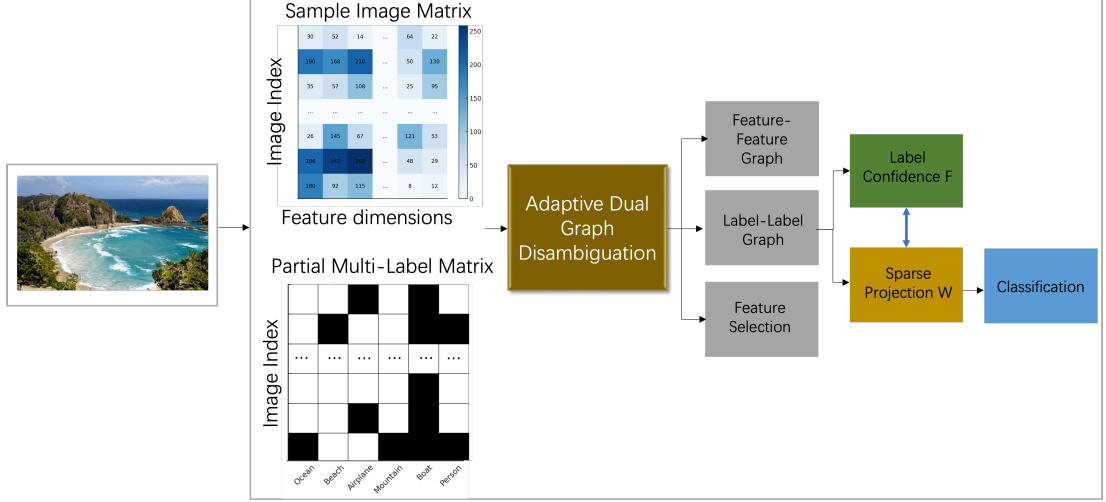 Sample Image Matrix
30 52 14 ... 64 22
190 168 210 ... 50 130
35 57 108 ... 25 95
... ... ... ... ... ...
26 145 67 ... 121 53
206 243 ... 48 29
180 92 115 ... 8 12
250
200
150
100
50
0
Image Index
Feature dimensions
Partial Multi-Label Matrix
... ... ... ... ... ...
Image Index
Ocean
Beach
Airplane
Mountain
Boat
Person
Adaptive Dual
Graph
Disambiguation
Feature-
Feature
Graph
Label-Label
Graph
Feature
Selection
Label
Confidence F
Sparse
Projection W
Classification